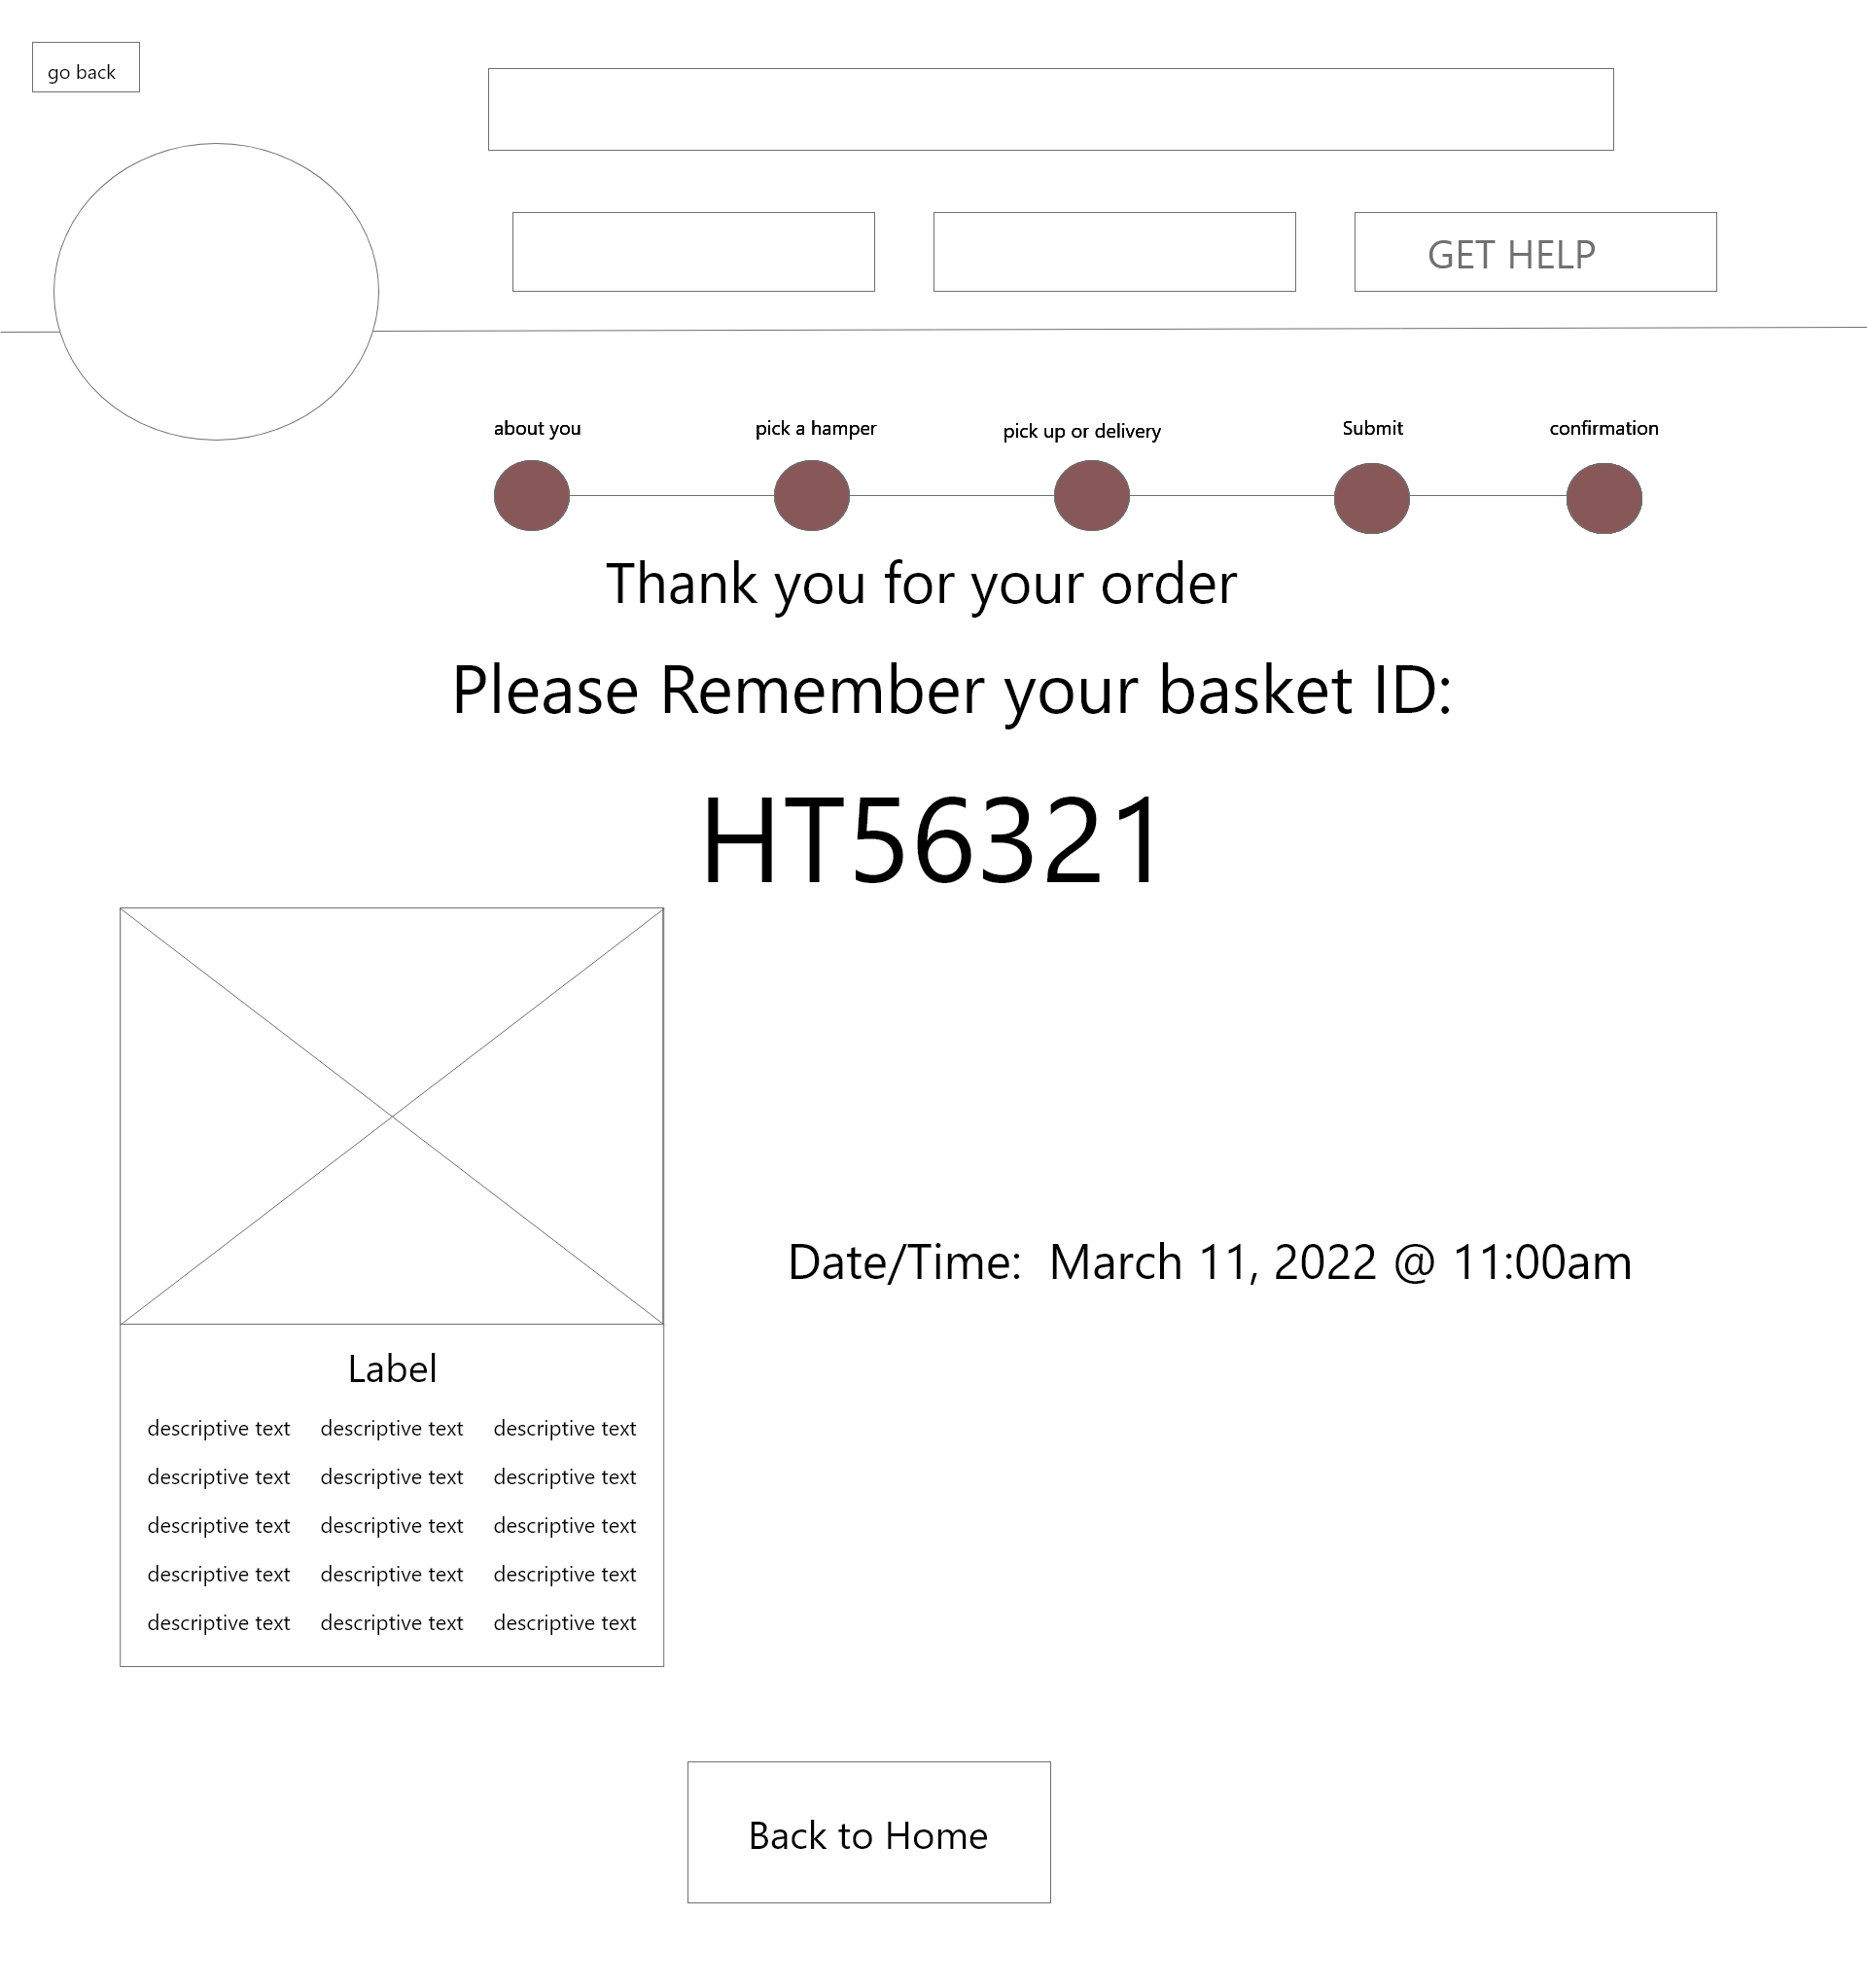 go back
GET HELP
about you
pick a hamper
pick up or delivery
Submit
confirmation
Thank you for your order
Please Remember your basket ID:
HT56321
Date/Time:  March 11, 2022 @ 11:00am
Label
descriptive text descriptive text descriptive text
descriptive text descriptive text descriptive text
descriptive text descriptive text descriptive text
descriptive text descriptive text descriptive text
descriptive text descriptive text descriptive text
Back to Home